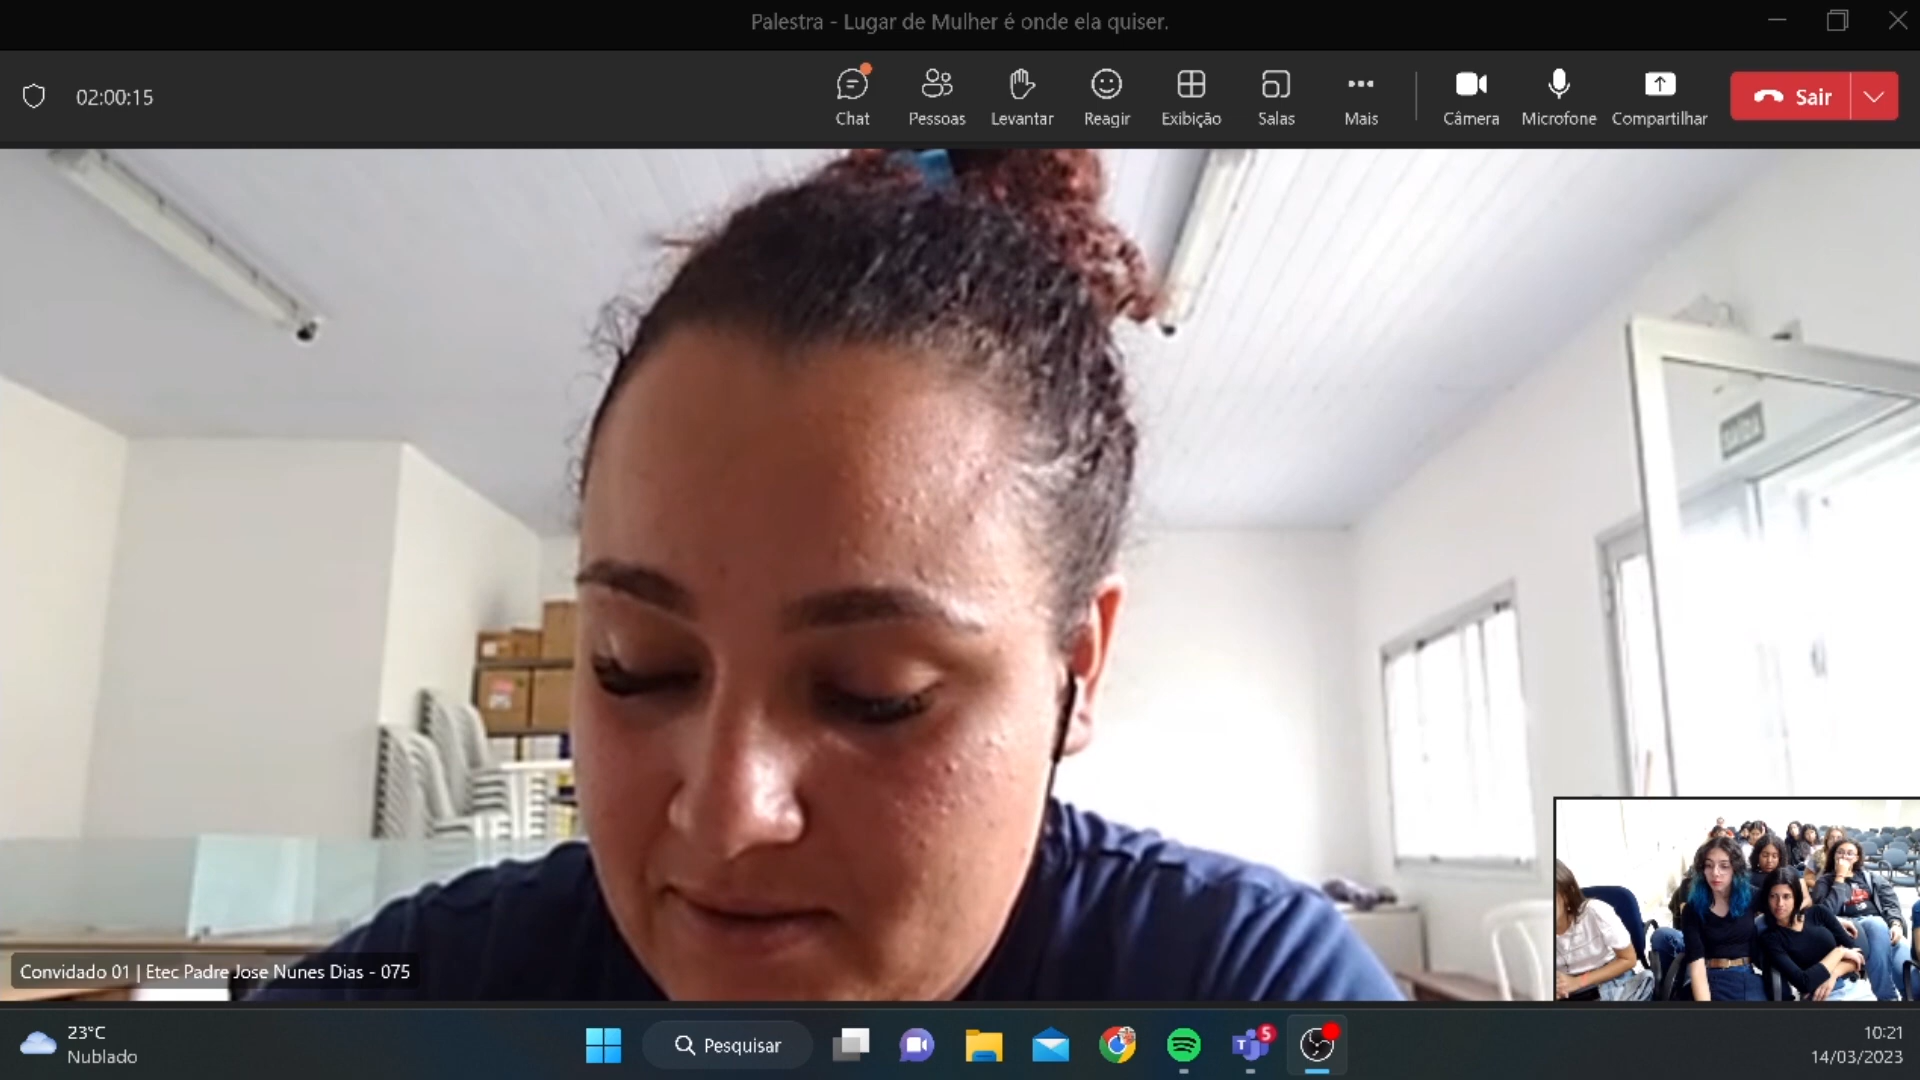 Palestra - Lugar de Mulher é onde ela quiser.
02:00:15
Chat
Pessoas
Levantar
Reagir
Exibição
Salas
Mais
Câmera
Microfone
Compartilhar
Sair
Convidado 01 | Etec Padre Jose Nunes Dias - 075
23°C
Nublado
Pesquisar
5
10:21
14/03/2023